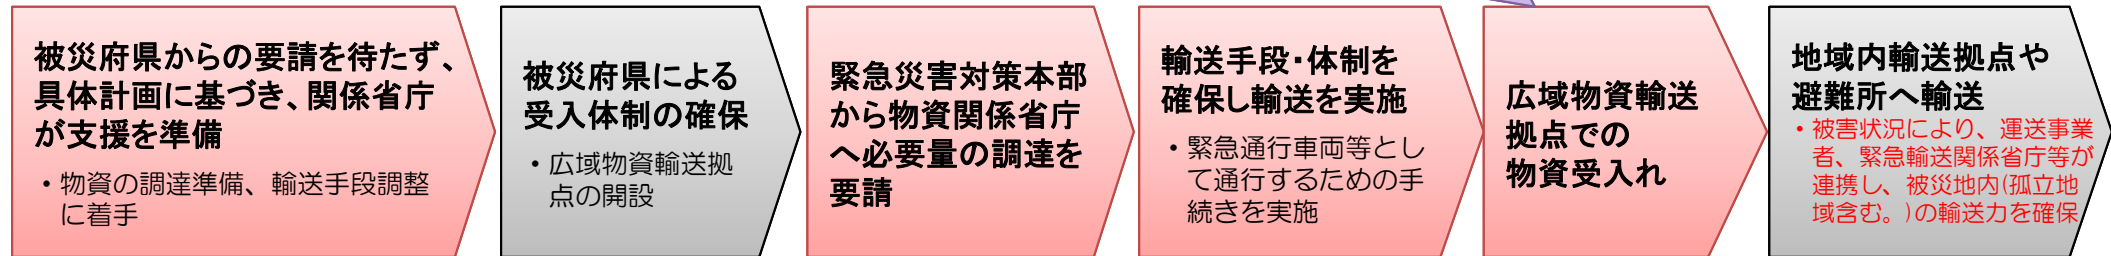 被災府県からの要請を待たず、
具体計画に基づき、関係省庁
が支援を準備
・物資の調達準備、輸送手段調整
に着手
被災府県による
受入体制の確保
・広域物資輸送拠
点の開設
緊急災害対策本部
から物資関係省庁
へ必要量の調達を
要請
輸送手段・体制を
確保し輸送を実施
・緊急通行車両等とし
て通行するための手
続きを実施
広域物資輸送
拠点での
物資受入れ
地域内輸送拠点や
避難所へ輸送
・被害状況により、運送事業
者、緊急輸送関係省庁等が
連携し、被災地内(孤立地
域含む。)の輸送力を確保